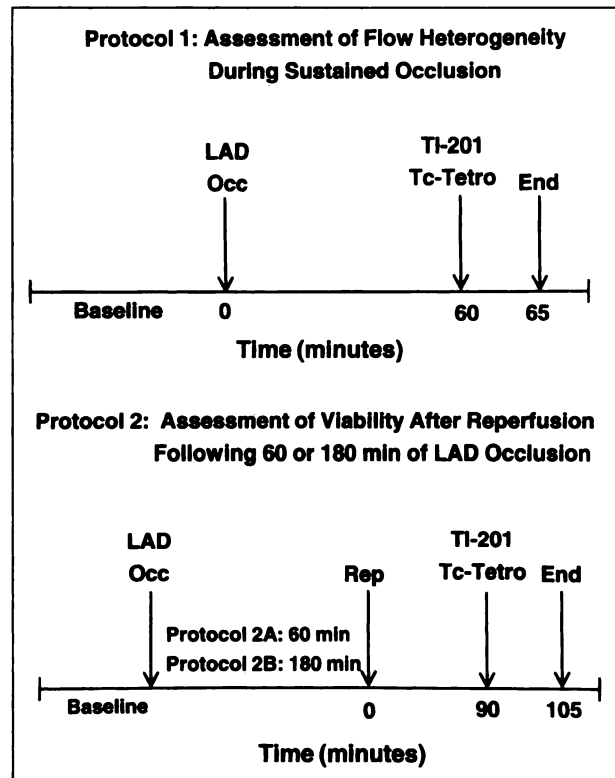 Protocol 1: Assessment of Flow Heterogeneity
During Sustained Occlusion
LAD
Occ
Tl-201
Tc-Tetro
End
Baseline
0
60
65
Time (minutes)
Protocol 2: Assessment of Viability After Reperfusion
Following 60 or 180 min of LAD Occlusion
LAD
Occ
Rep
Tl-201
Tc-Tetro
End
Protocol 2A: 60 min
Protocol 2B: 180 min
Baseline
0
90
105
Time (minutes)